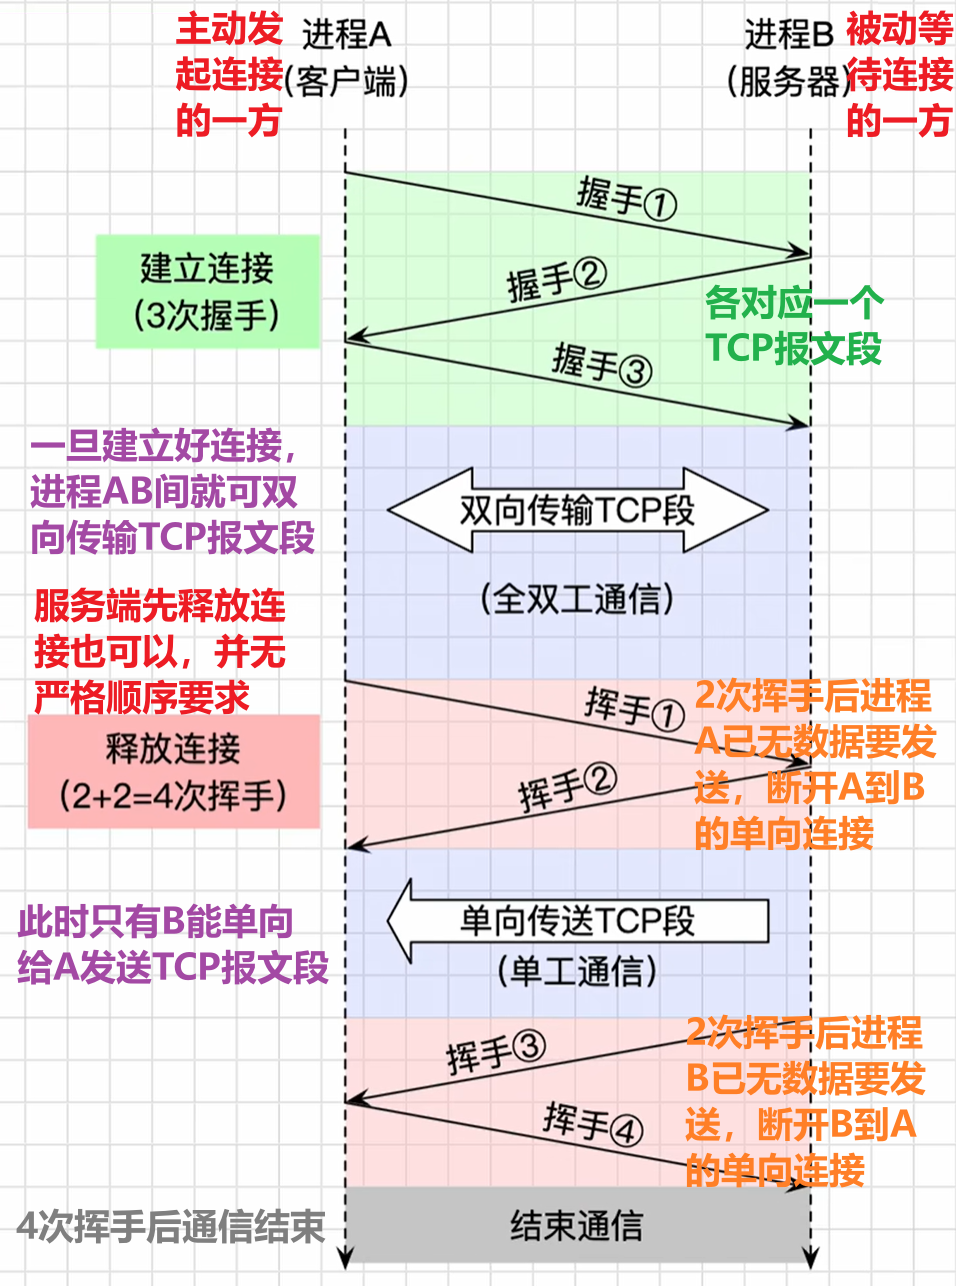 主动发
起连接
的一方
进程A
(客户端)
进程B
(服务器)
被动等
待连接
的一方
握手①
建立连接
(3次握手)
握手②
各对应一个
TCP报文段
握手③
一旦建立好连接，
进程AB间就可双
向传输TCP报文段
双向传输TCP段
(全双工通信)
服务端先释放连
接也可以，并无
严格顺序要求
释放连接
(2+2=4次挥手)
挥手①
2次挥手后进程
A已无数据要发
送，断开A到B
的单向连接
挥手②
此时只有B能单向
给A发送TCP报文段
单向传送TCP段
(单工通信)
挥手③
2次挥手后进程
B已无数据要发
送，断开B到A
的单向连接
挥手④
4次挥手后通信结束
结束通信